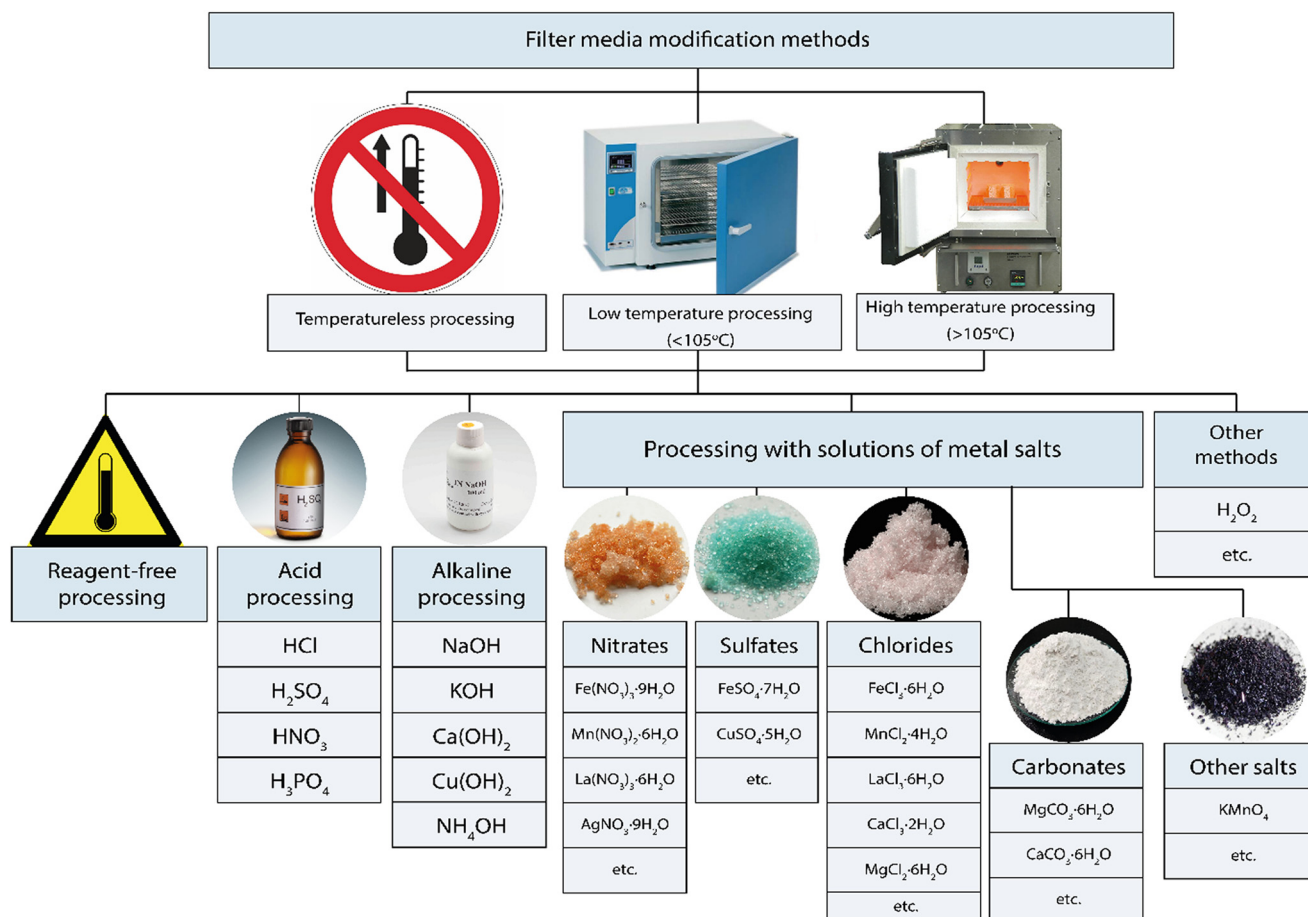 Filter media modification methods
Temperatureless processing
Low temperature processing
(<105°C)
High temperature processing
(>105°C)
Reagent-free
processing
H₂SO
Acid
processing
HCl
H₂SO₄
HNO₃
H₃PO₄
NaOH
Alkaline
processing
NaOH
KOH
Ca(OH)₂
Cu(OH)₂
NH₄OH
Processing with solutions of metal salts
Nitrates
Fe(NO₃)₃·9H₂O
Mn(NO₃)₂·6H₂O
La(NO₃)₃·6H₂O
AgNO₃·9H₂O
etc.
Sulfates
FeSO₄·7H₂O
CuSO₄·5H₂O
etc.
Chlorides
FeCl₃·6H₂O
MnCl₂·4H₂O
LaCl₃·6H₂O
CaCl₃·2H₂O
MgCl₂·6H₂O
etc.
Carbonates
MgCO₃·6H₂O
CaCO₃·6H₂O
etc.
Other salts
KMnO₄
etc.
Other
methods
H₂O₂
etc.